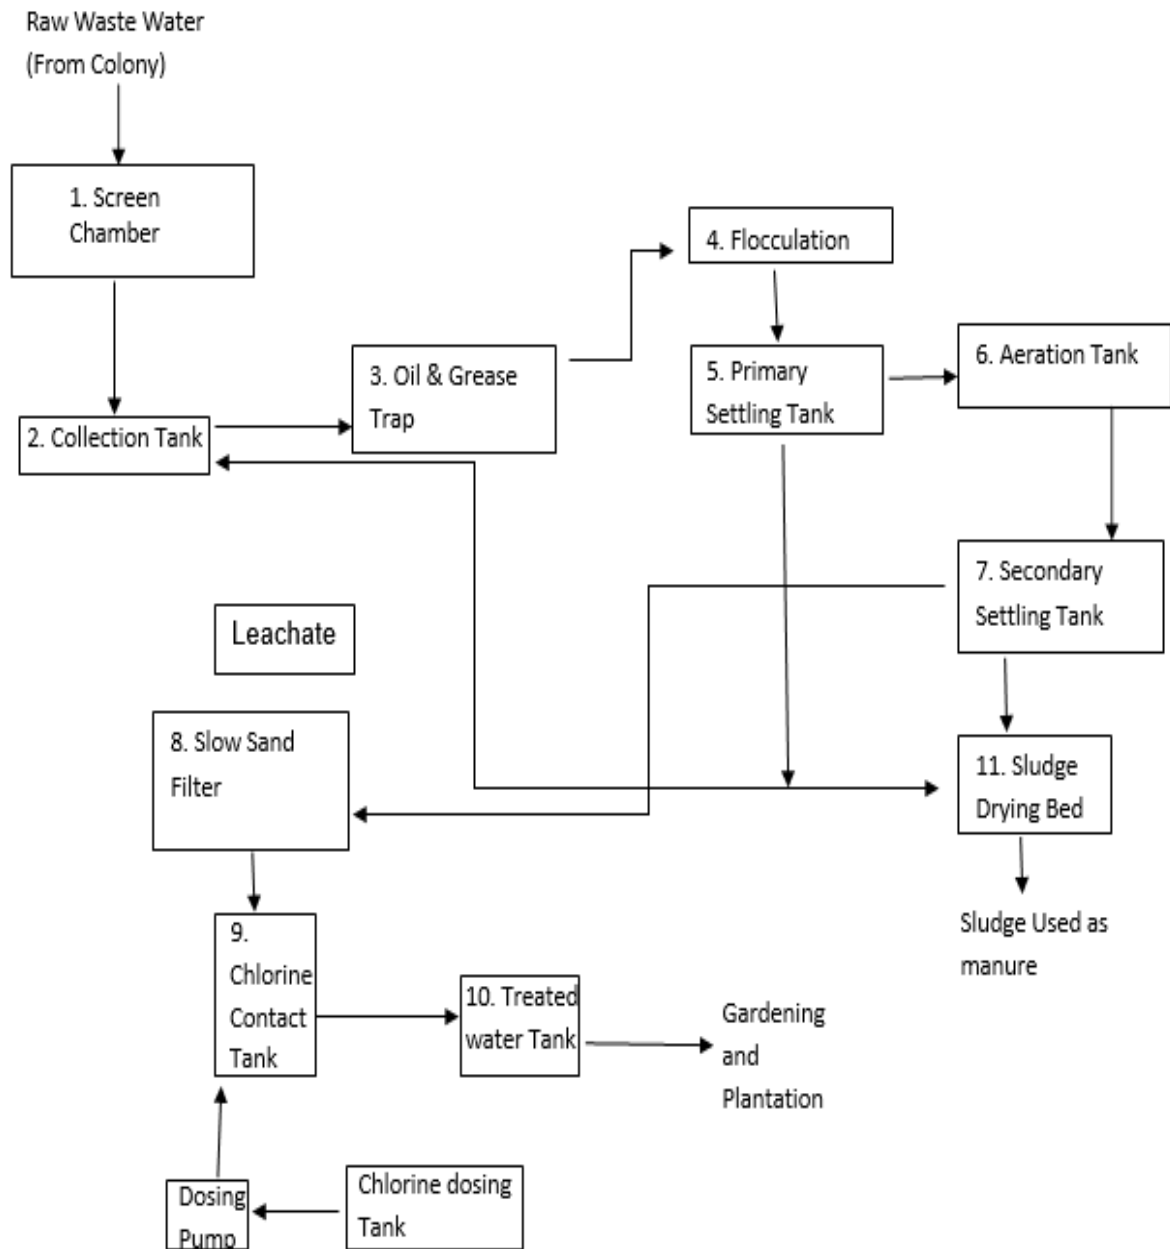 Raw Waste Water
(From Colony)
1. Screen
Chamber
2. Collection Tank
3. Oil & Grease
Trap
4. Flocculation
5. Primary
Settling Tank
6. Aeration Tank
7. Secondary
Settling Tank
Leachate
8. Slow Sand
Filter
11. Sludge
Drying Bed
Sludge Used as
manure
9.
Chlorine
Contact
Tank
10. Treated
water Tank
Gardening
and
Plantation
Dosing
Pump
Chlorine dosing
Tank